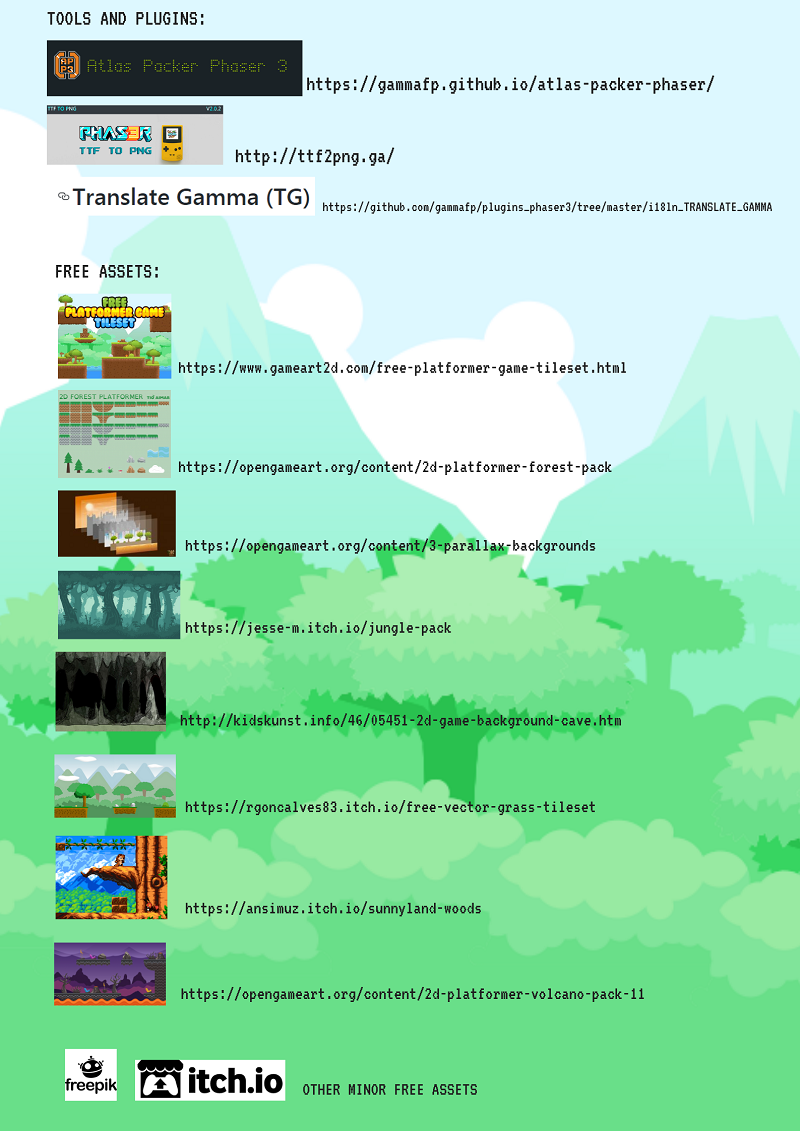 TOOLS AND PLUGINS:
Atlas Packer Phaser 3
https://gammafp.github.io/atlas-packer-phaser/
TTF TO PNG V2.0.2
PHASER
TTF TO PNG
http://ttf2png.ga/
Translate Gamma (TG)
https://github.com/gammafp/plugins_phaser3/tree/master/i18ln_TRANSLATE_GAMMA
FREE ASSETS:
FREE
PLATFORMER GAME
TILESET
https://www.gameart2d.com/free-platformer-game-tileset.html
2D FOREST PLATFORMER
https://opengameart.org/content/2d-platformer-forest-pack
https://opengameart.org/content/3-parallax-backgrounds
https://jesse-m.itch.io/jungle-pack
http://kidskunst.info/46/05451-2d-game-background-cave.htm
https://rgoncalves83.itch.io/free-vector-grass-tileset
https://ansimuz.itch.io/sunnyland-woods
https://opengameart.org/content/2d-platformer-volcano-pack-11
freepik
itch.io
OTHER MINOR FREE ASSETS